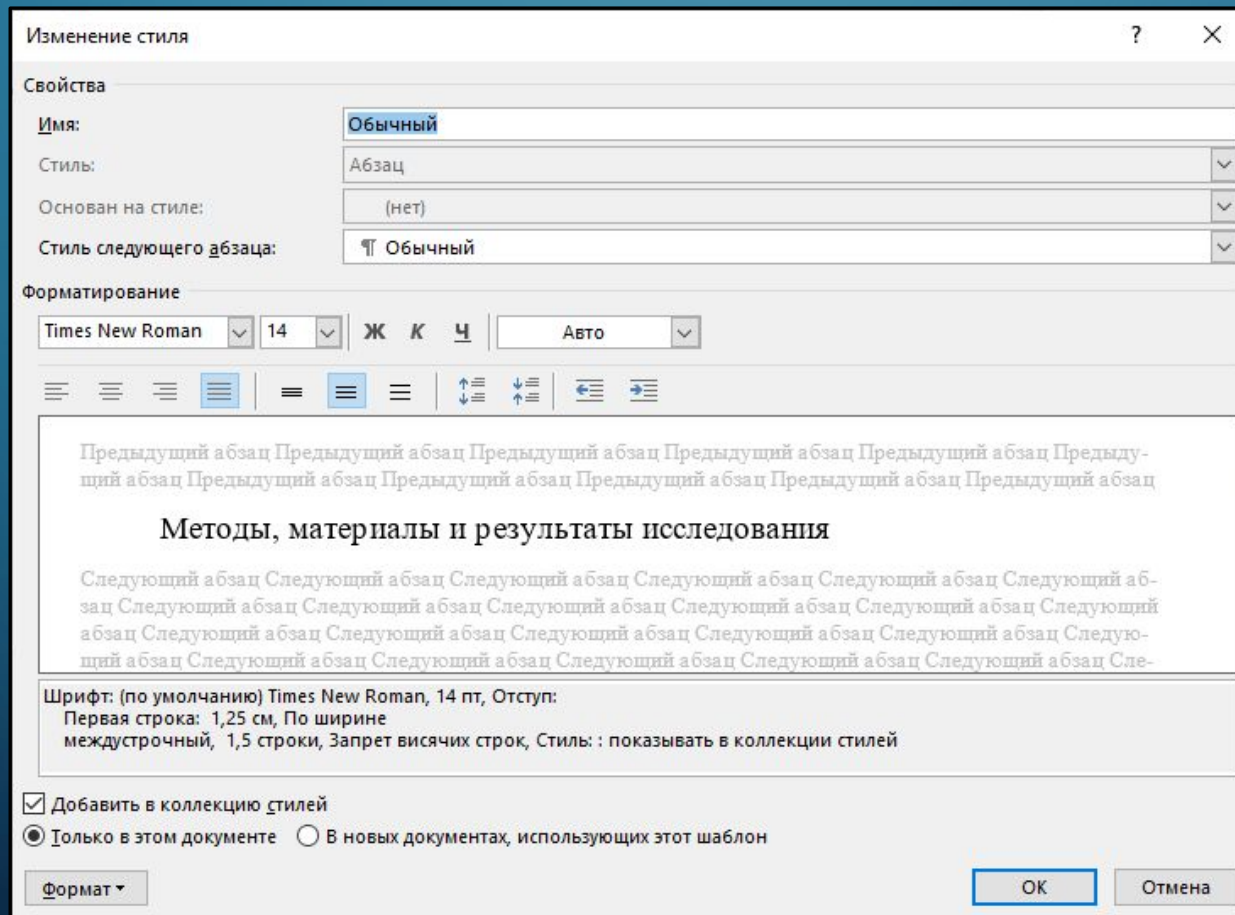 Изменение стиля
?
Свойства
Имя:
Обычный
Стиль:
Абзац
Основан на стиле:
(нет)
Стиль следующего абзаца:
¶ Обычный
Форматирование
Times New Roman
14
Ж К Ч
Авто
Предыдущий абзац Предыдущий абзац Предыдущий абзац Предыдущий абзац Предыдущий абзац Предыду-
щий абзац Предыдущий абзац Предыдущий абзац Предыдущий абзац Предыдущий абзац Предыдущий абзац
Методы, материалы и результаты исследования
Следующий абзац Следующий абзац Следующий абзац Следующий абзац Следующий абзац Следующий аб-
зац Следующий абзац Следующий абзац Следующий абзац Следующий абзац Следующий абзац Следующий
абзац Следующий абзац Следующий абзац Следующий абзац Следующий абзац Следующий абзац Следую-
щий абзац Следующий абзац Следующий абзац Следующий абзац Следующий абзац Следующий абзац Сле-
Шрифт: (по умолчанию) Times New Roman, 14 пт, Отступ:
Первая строка: 1,25 см, По ширине
междустрочный, 1,5 строки, Запрет висячих строк, Стиль: : показывать в коллекции стилей
Добавить в коллекцию стилей
Только в этом документе
В новых документах, использующих этот шаблон
Формат
ОК
Отмена